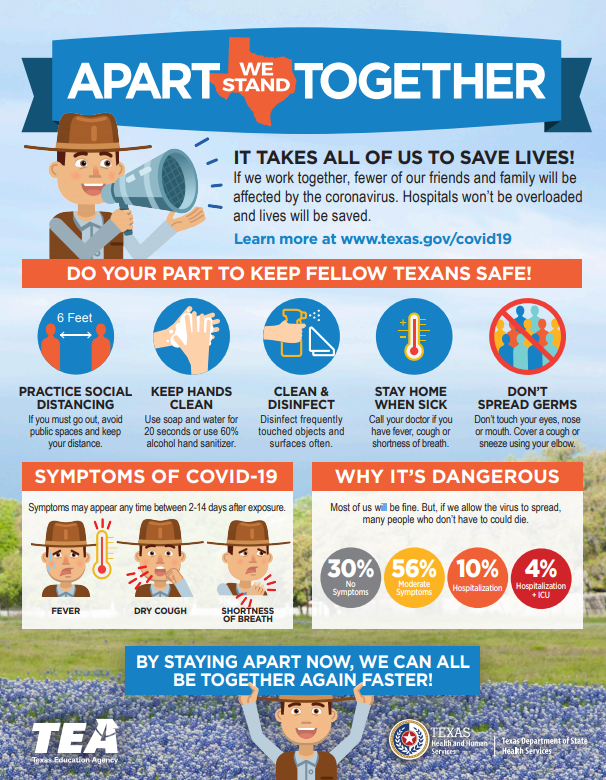 APART WE STAND TOGETHER
IT TAKES ALL OF US TO SAVE LIVES!
If we work together, fewer of our friends and family will be
affected by the coronavirus. Hospitals won't be overloaded
and lives will be saved.
Learn more at www.texas.gov/covid19
DO YOUR PART TO KEEP FELLOW TEXANS SAFE!
6 Feet
PRACTICE SOCIAL
DISTANCING
If you must go out, avoid
public spaces and keep
your distance.
KEEP HANDS
CLEAN
Use soap and water for
20 seconds or use 60%
alcohol hand sanitizer.
CLEAN &
DISINFECT
Disinfect frequently
touched objects and
surfaces often.
STAY HOME
WHEN SICK
Call your doctor if you
have fever, cough or
shortness of breath.
DON'T
SPREAD GERMS
Don't touch your eyes, nose
or mouth. Cover a cough or
sneeze using your elbow.
SYMPTOMS OF COVID-19
Symptoms may appear any time between 2-14 days after exposure.
FEVER
DRY COUGH
SHORTNESS
OF BREATH
WHY IT'S DANGEROUS
Most of us will be fine. But, if we allow the virus to spread,
many people who don't have to could die.
30%
No
Symptoms
56%
Moderate
Symptoms
10%
Hospitalization
4%
Hospitalization
+ ICU
BY STAYING APART NOW, WE CAN ALL
BE TOGETHER AGAIN FASTER!
TEA
Texas Education Agency
TEXAS
Health and Human
Services
Texas Department of State
Health Services